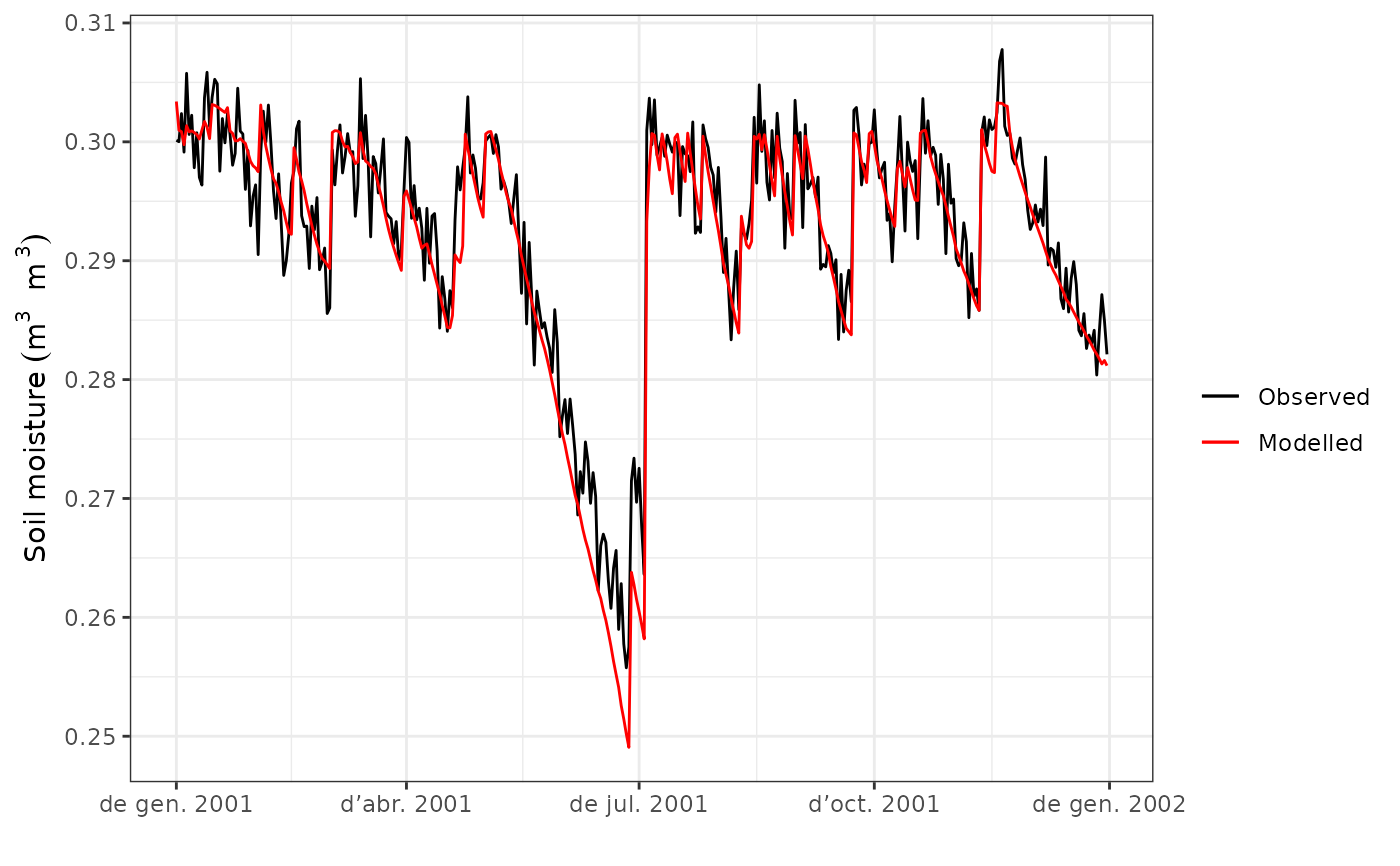 Soil moisture (m³ m³)
0.31
0.30
0.29
0.28
0.27
0.26
0.25
de gen. 2001
d’abr. 2001
de jul. 2001
d’oct. 2001
de gen. 2002
Observed
Modelled